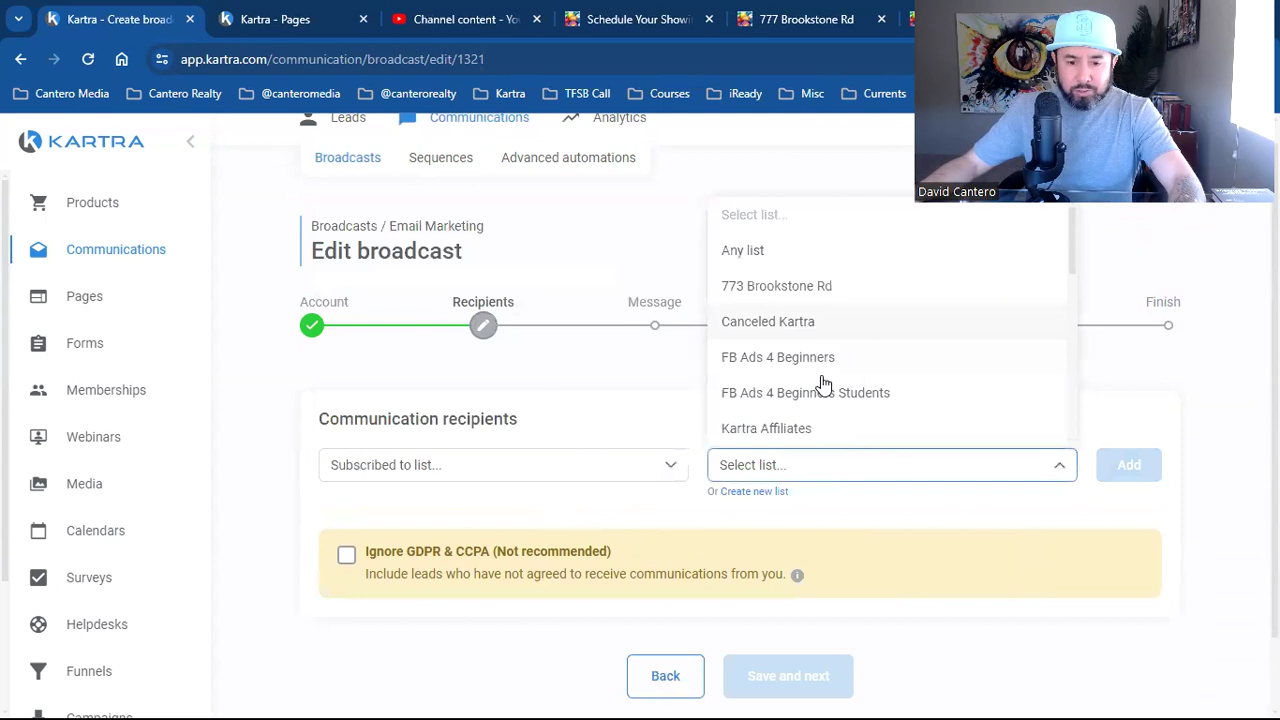 Kartra - Create broad
Kartra - Pages
Channel content - Yo
Schedule Your Showi
777 Brookstone Rd
app.kartra.com/communication/broadcast/edit/1321
Cantero Media
Cantero Realty
@canteromedia
@canterorealty
Kartra
TFSB Call
Courses
iReady
Misc
Currents
David Cantero
KARTRA
Leads
Communications
Analytics
Broadcasts
Sequences
Advanced automations
Products
Communications
Pages
Forms
Memberships
Webinars
Media
Calendars
Surveys
Helpdesks
Funnels
Campaigns
Broadcasts / Email Marketing
Edit broadcast
Account
Recipients
Message
Finish
Select list...
Any list
773 Brookstone Rd
Canceled Kartra
FB Ads 4 Beginners
FB Ads 4 Beginners Students
Kartra Affiliates
Communication recipients
Subscribed to list...
Select list...
Add
Or Create new list
Ignore GDPR & CCPA (Not recommended)
Include leads who have not agreed to receive communications from you.
Back
Save and next